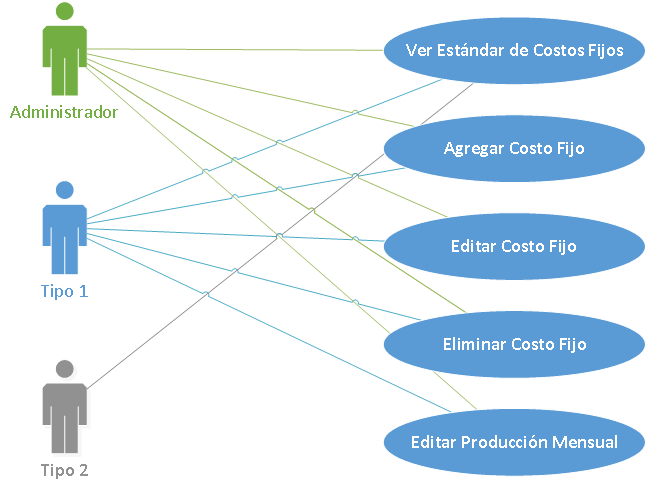 Administrador
Tipo 1
Tipo 2
Ver Estándar de Costos Fijos
Agregar Costo Fijo
Editar Costo Fijo
Eliminar Costo Fijo
Editar Producción Mensual